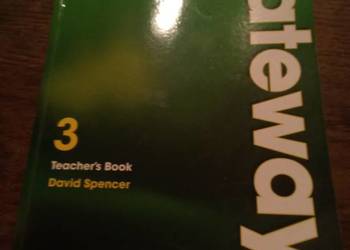 3
Teacher's Book
David Spencer
ateway